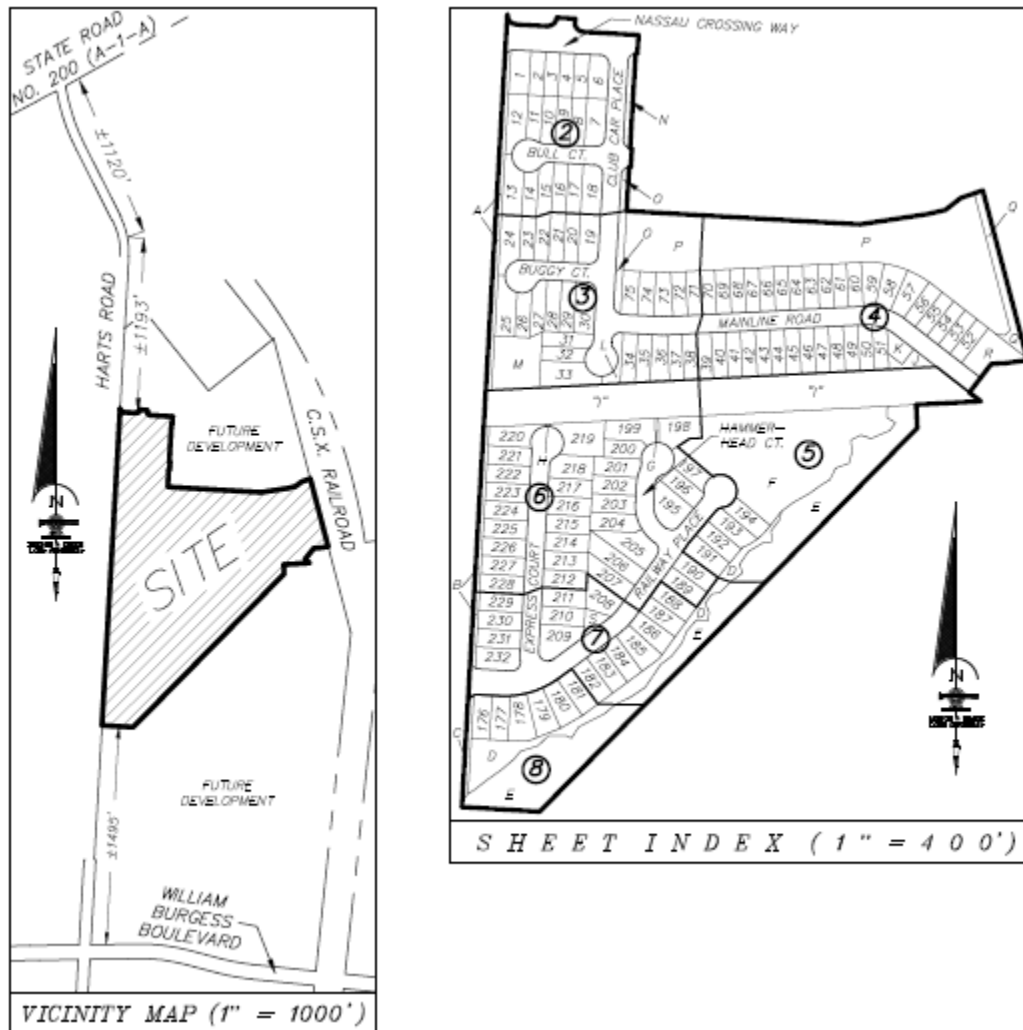 STATE ROAD
NO. 200 (A-1-A)
±1120'
±1193'
HARTS ROAD
FUTURE
DEVELOPMENT
C.S.X. RAILROAD
N
SITE
FUTURE
DEVELOPMENT
±1495'
WILLIAM
BURGESS
BOULEVARD
VICINITY MAP (1" = 1000')
NASSAU CROSSING WAY
1 2 3 4 5 6
CLUB CAR PLACE
N
12 11 10 9 8 7
2
BULL CT.
13 14 15 16 17 18
O
A
24 23 22 21 20 19
O
P
P
Q
BUGGY CT.
3
75 74 73 72 71 70 69 68 67 66 65 64 63 62 61 60 59 58 57 56 55 54 53 52
25 26 27 28 29 30
MAINLINE ROAD
4
Q
31
32
33
M
L
34 35 36 37 38 39 40 41 42 43 44 45 46 47 48 49 50 51 K
R
"I"
"I"
220
219
199
198
HAMMER-
HEAD CT.
221
H
200
G
5
222
218
201
197
223
6
217
202
196
F
E
224
216
203
195
194
225
215
204
193
226
214
205
192
227
213
206
191
B
228
212
207
190
D
229
211
208
189
230
210
S
188
D
231
209
7
187
E
232
186
EXPRESS COURT
RAILWAY PLACE
185
184
183
182
181
180
179
178
177
176
C
D
8
E
N
SHEET INDEX (1" = 400')